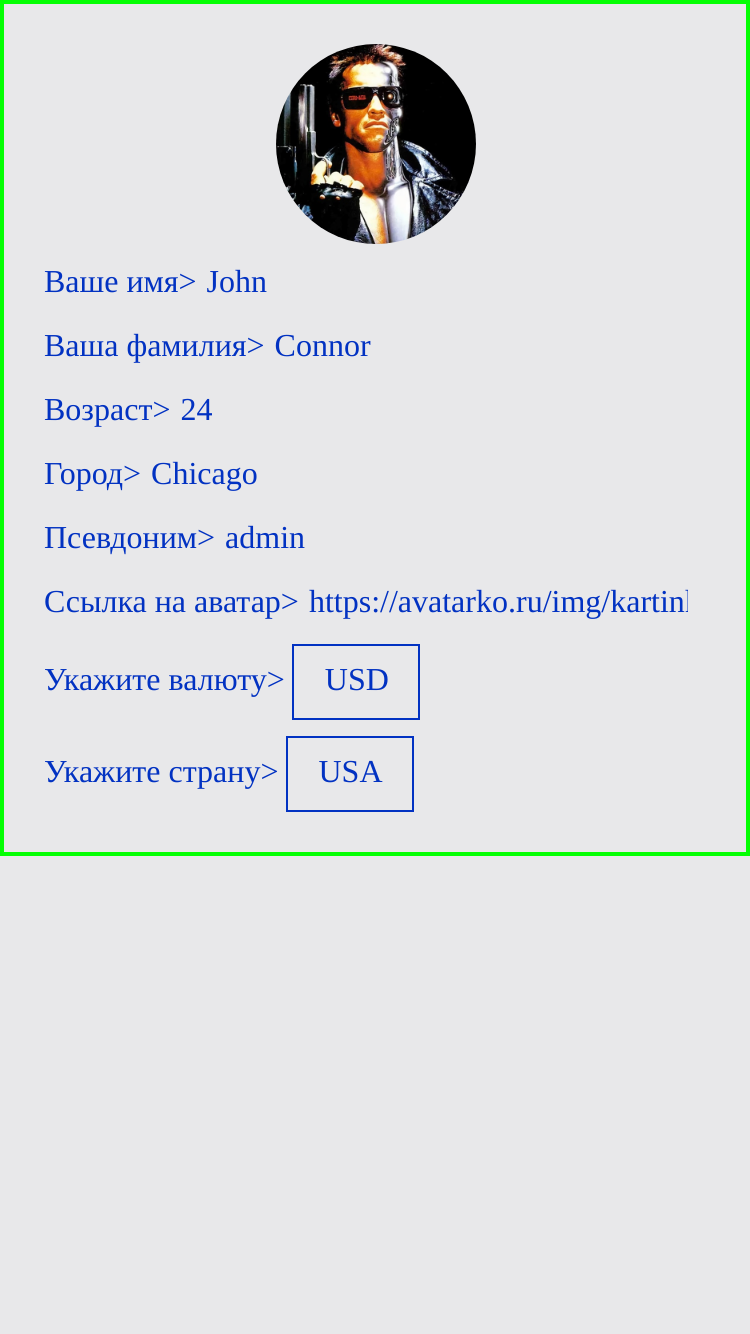 Ваше имя> John
Ваша фамилия> Connor
Возраст> 24
Город> Chicago
Псевдоним> admin
Ссылка на аватар> https://avatarko.ru/img/kartin
Укажите валюту> USD
Укажите страну> USA